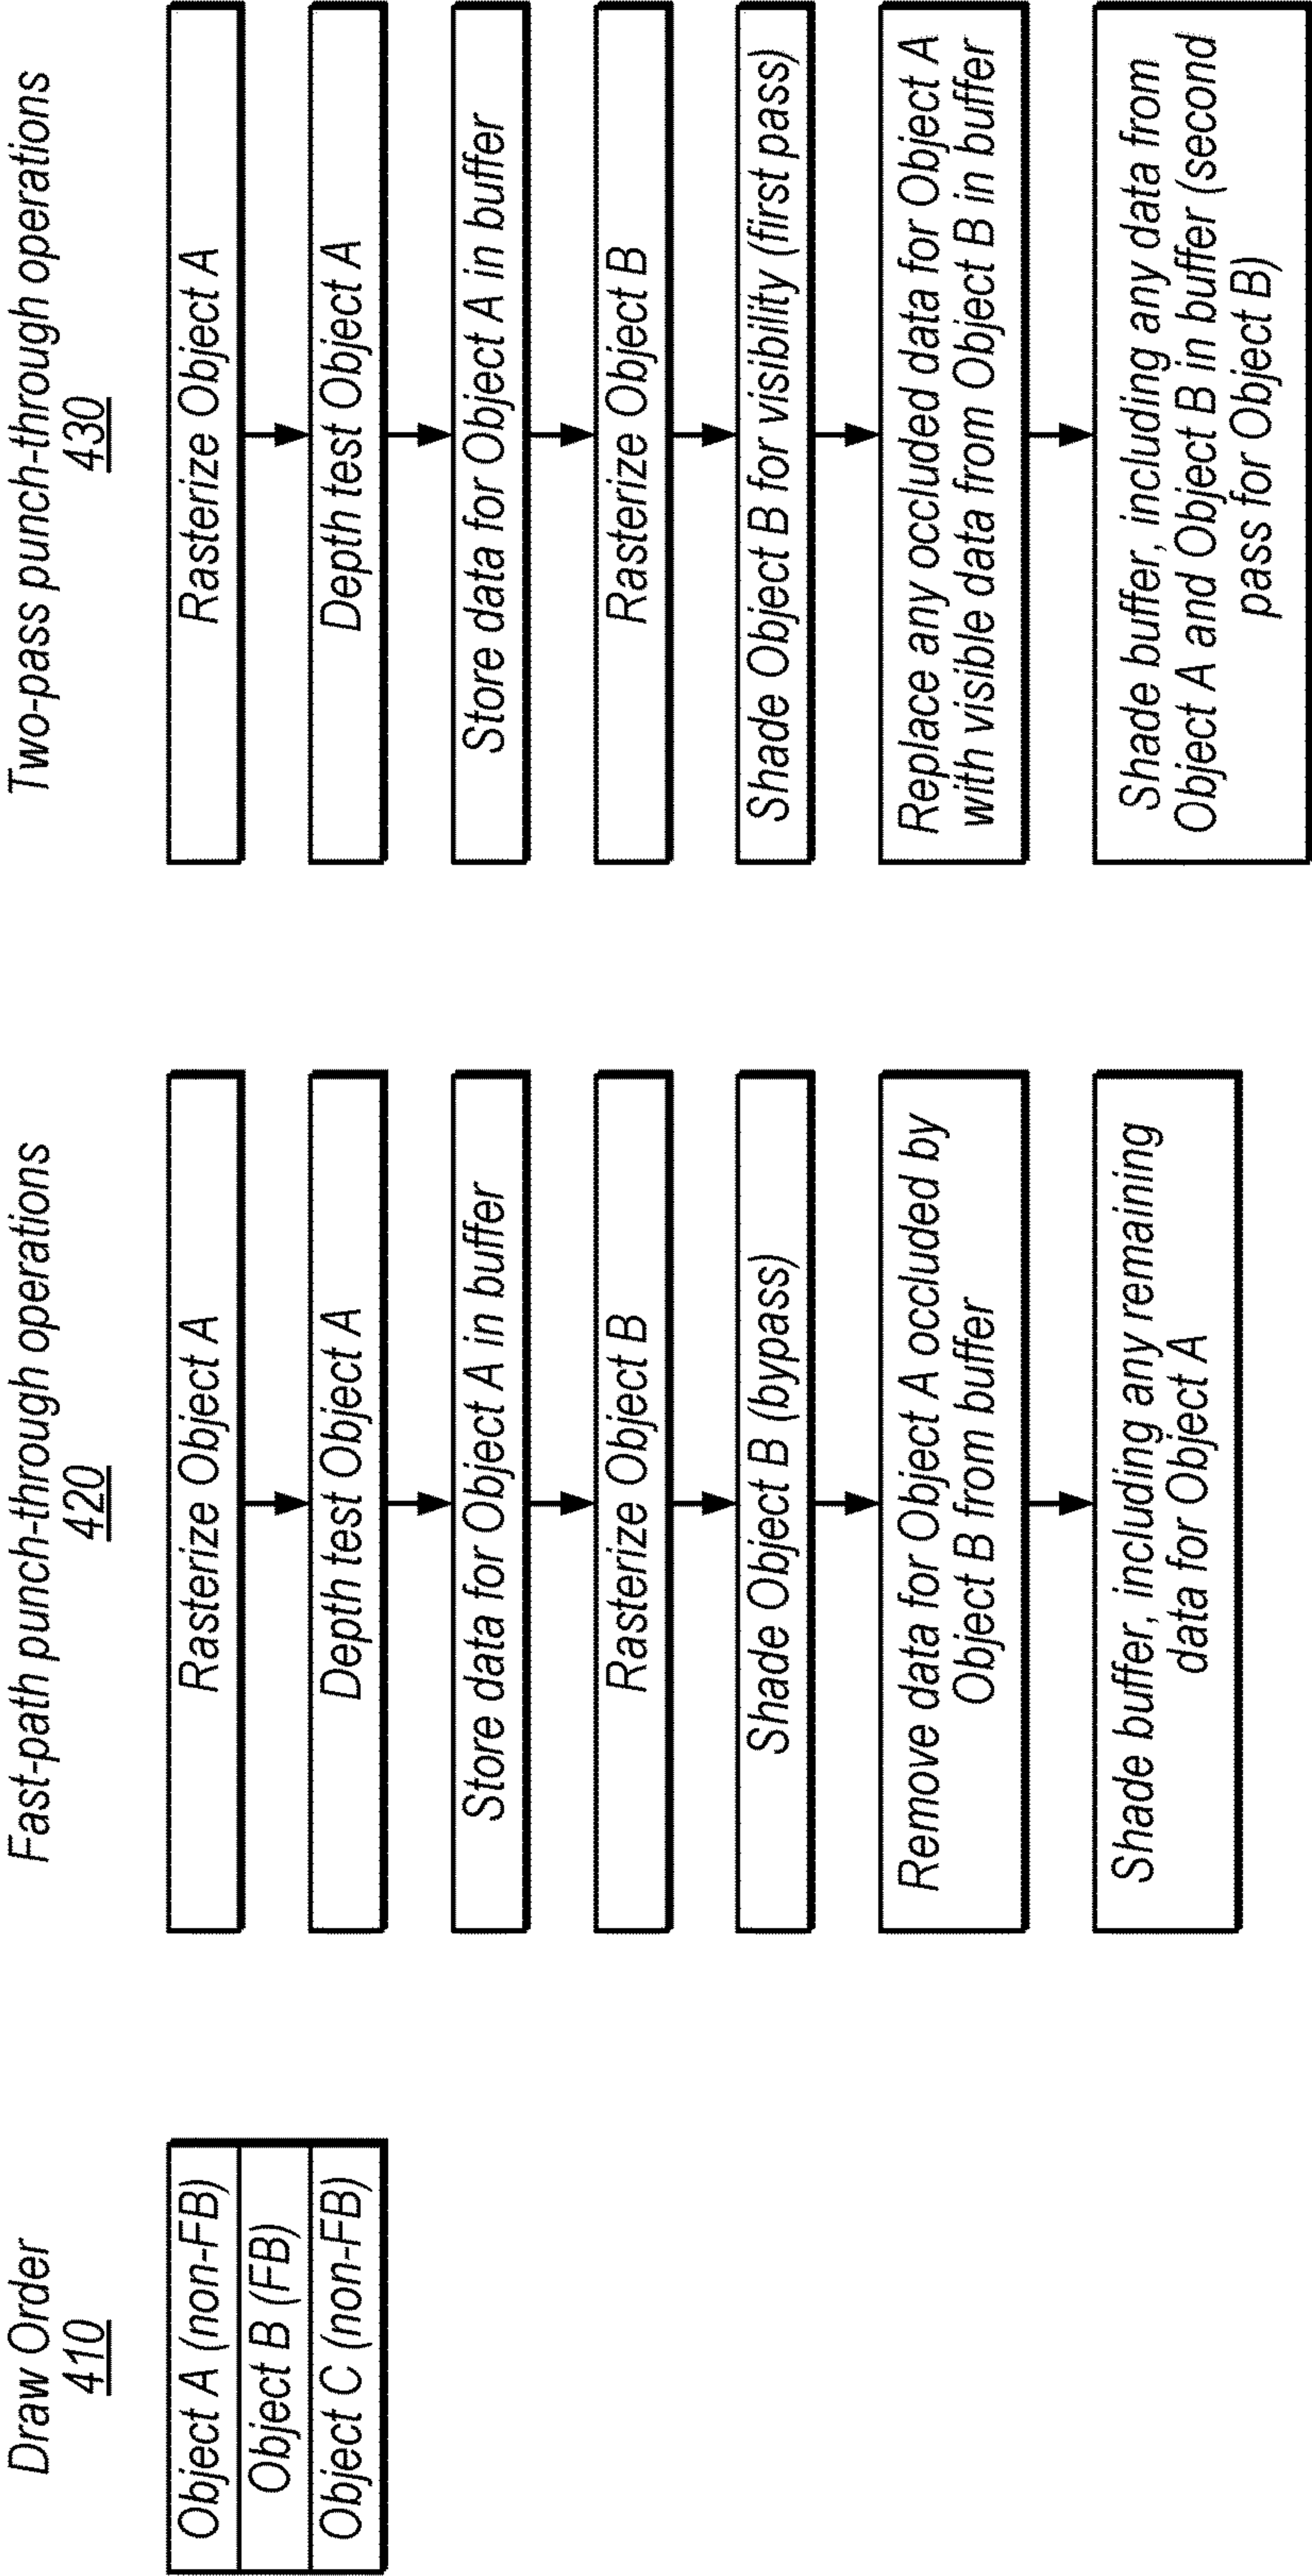 Draw Order
410
Object A (non-FB)
Object B (FB)
Object C (non-FB)
Fast-path punch-through operations
420
Rasterize Object A
Depth test Object A
Store data for Object A in buffer
Rasterize Object B
Shade Object B (bypass)
Remove data for Object A occluded by
Object B from buffer
Shade buffer, including any remaining
data for Object A
Two-pass punch-through operations
430
Rasterize Object A
Depth test Object A
Store data for Object A in buffer
Rasterize Object B
Shade Object B for visibility (first pass)
Replace any occluded data for Object A
with visible data from Object B in buffer
Shade buffer, including any data from
Object A and Object B in buffer (second
pass for Object B)